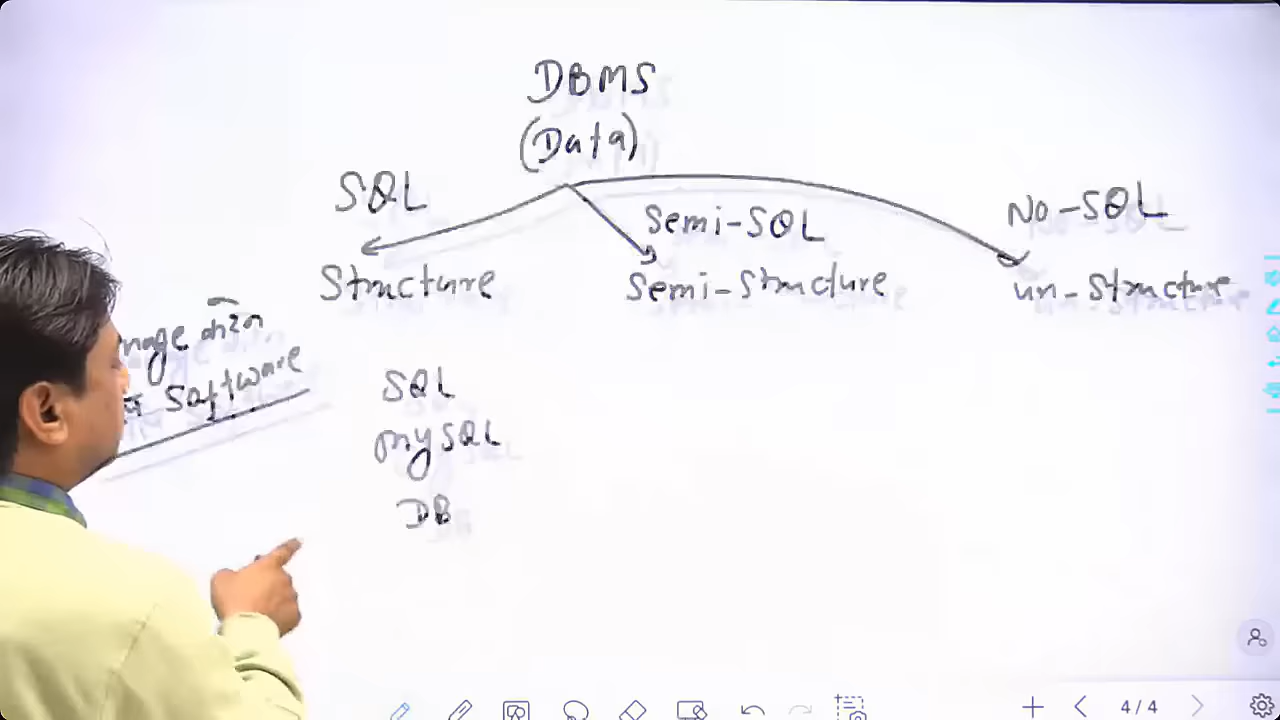 DBMS
(Data)
SQL
Semi-SQL
No-SQL
Structure
Semi-Structure
un-Structure
Software
SQL
mySQL
DB
4/4